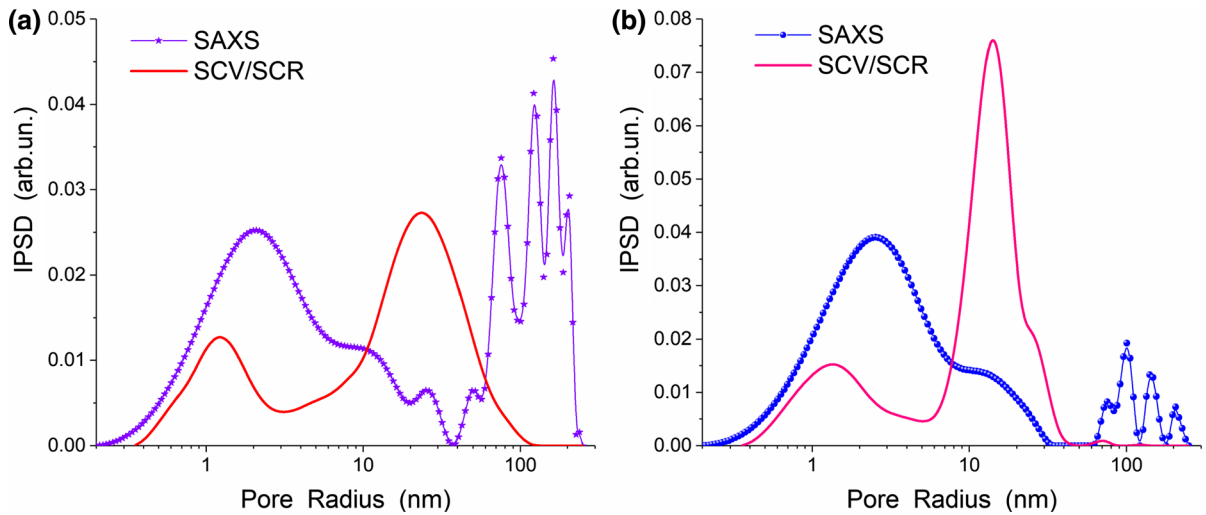 (a)
SAXS
SCV/SCR
IPSD (arb.un.)
0.05
0.04
0.03
0.02
0.01
0.00
1
10
100
Pore Radius (nm)
(b)
SAXS
SCV/SCR
IPSD (arb.un.)
0.08
0.07
0.06
0.05
0.04
0.03
0.02
0.01
0.00
1
10
100
Pore Radius (nm)